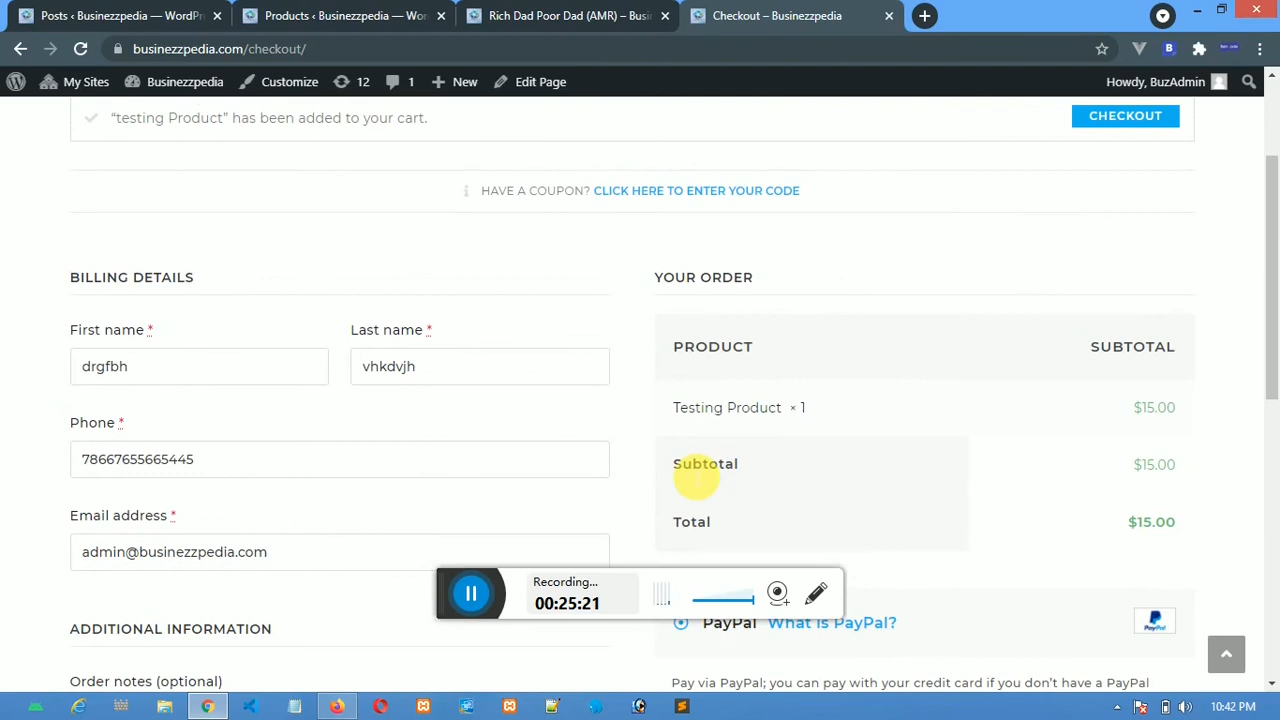 Posts ‹ Businezzpedia — WordPr
Products ‹ Businezzpedia — Wor
Rich Dad Poor Dad (AMR) – Busin
Checkout – Businezzpedia
businezzpedia.com/checkout/
My Sites
Businezzpedia
Customize
12
1
New
Edit Page
Howdy, BuzAdmin
“testing Product” has been added to your cart.
CHECKOUT
HAVE A COUPON? CLICK HERE TO ENTER YOUR CODE
BILLING DETAILS
First name *
Last name *
drgfbh
vhkdvjh
Phone *
78667655665445
Email address *
admin@businezzpedia.com
ADDITIONAL INFORMATION
Order notes (optional)
YOUR ORDER
PRODUCT SUBTOTAL
Testing Product × 1 $15.00
Subtotal $15.00
Total $15.00
PayPal What is PayPal?
PayPal
Pay via PayPal; you can pay with your credit card if you don’t have a PayPal
Recording...
00:25:21
10:42 PM